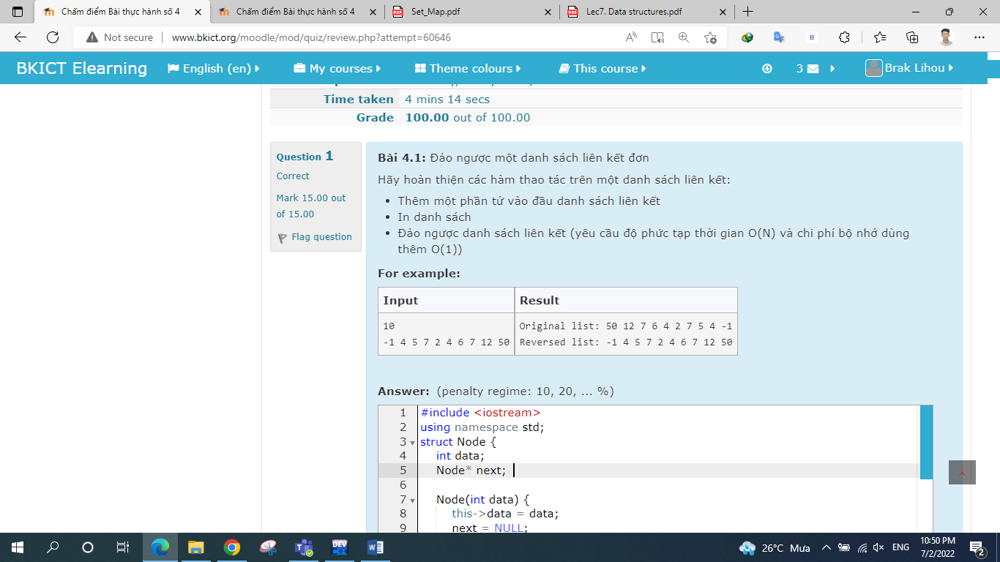 Chấm điểm Bài thực hành số 4
Chấm điểm Bài thực hành số 4
Set_Map.pdf
Lec7. Data structures.pdf
Not secure | www.bkict.org/moodle/mod/quiz/review.php?attempt=60646
BKICT Elearning
English (en)
My courses
Theme colours
This course
3
Brak Lihou
Time taken 4 mins 14 secs
Grade 100.00 out of 100.00
Question 1
Correct
Mark 15.00 out
of 15.00
Flag question
Bài 4.1: Đảo ngược một danh sách liên kết đơn
Hãy hoàn thiện các hàm thao tác trên một danh sách liên kết:
• Thêm một phần tử vào đầu danh sách liên kết
• In danh sách
• Đảo ngược danh sách liên kết (yêu cầu độ phức tạp thời gian O(N) và chi phí bộ nhớ dùng
thêm O(1))
For example:
Input Result
10 Original list: 50 12 7 6 4 2 7 5 4 -1
-1 4 5 7 2 4 6 7 12 50 Reversed list: -1 4 5 7 2 4 6 7 12 50
Answer: (penalty regime: 10, 20, ... %)
1 #include <iostream>
2 using namespace std;
3 struct Node {
4 int data;
5 Node* next;
6
7 Node(int data) {
8 this->data = data;
9 next = NULL;
26°C Mưa
ENG
10:50 PM
7/2/2022
2